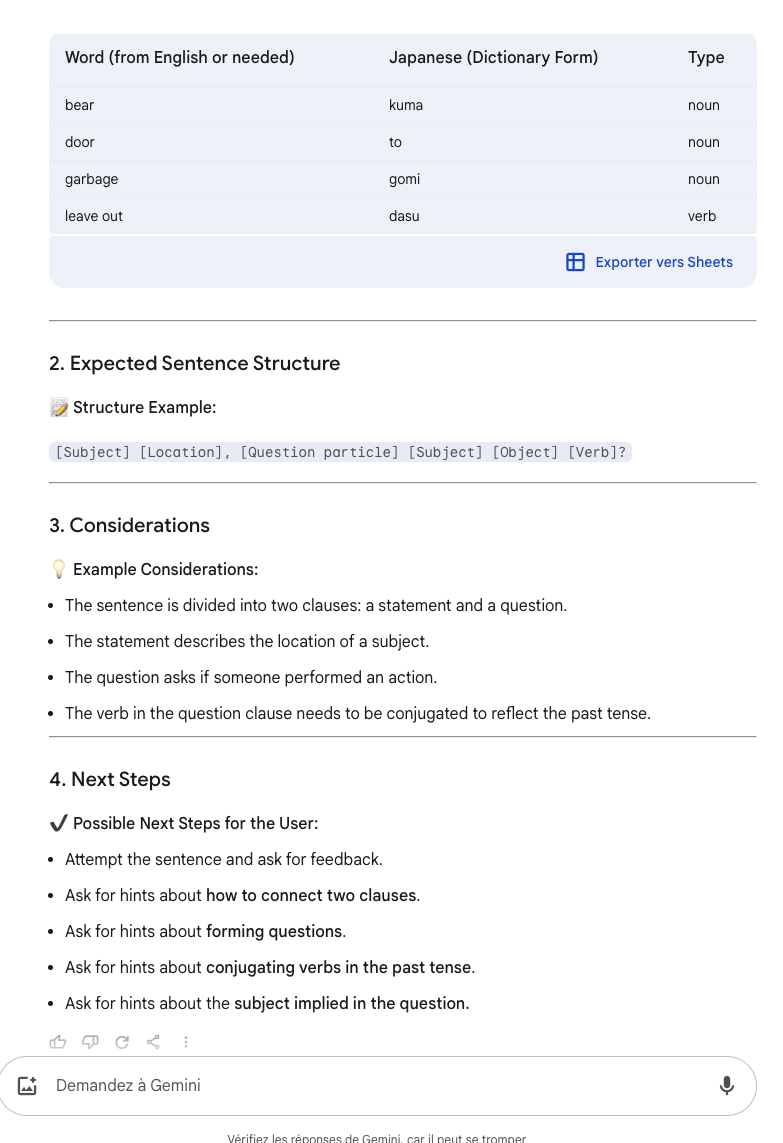 Word (from English or needed) Japanese (Dictionary Form) Type
bear kuma noun
door to noun
garbage gomi noun
leave out dasu verb
Exporter vers Sheets
2. Expected Sentence Structure
📝 Structure Example:
[Subject] [Location], [Question particle] [Subject] [Object] [Verb]?
3. Considerations
💡 Example Considerations:
• The sentence is divided into two clauses: a statement and a question.
• The statement describes the location of a subject.
• The question asks if someone performed an action.
• The verb in the question clause needs to be conjugated to reflect the past tense.
4. Next Steps
✔ Possible Next Steps for the User:
• Attempt the sentence and ask for feedback.
• Ask for hints about how to connect two clauses.
• Ask for hints about forming questions.
• Ask for hints about conjugating verbs in the past tense.
• Ask for hints about the subject implied in the question.
Demandez à Gemini
Vérifiez les réponses de Gemini, car il peut se tromper